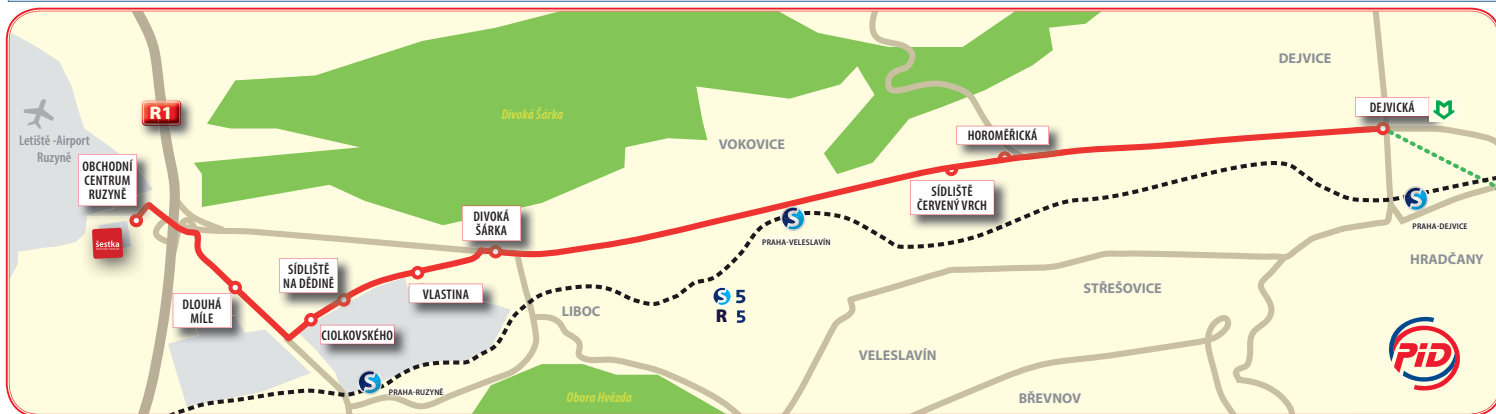 DEJVICE
R1
DEJVICKÁ
Divoká Šárka
Letiště -Airport
Ruzyně
VOKOVICE
HOROMĚŘICKÁ
OBCHODNÍ
CENTRUM
RUZYNĚ
SÍDLIŠTĚ
ČERVENÝ VRCH
DIVOKÁ
ŠÁRKA
S
PRAHA-DEJVICE
S
PRAHA-VELESLAVÍN
šestka
HRADČANY
SÍDLIŠTĚ
NA DĚDINĚ
VLASTINA
STŘEŠOVICE
DLOUHÁ
MÍLE
S 5
R 5
LIBOC
CIOLKOVSKÉHO
VELESLAVÍN
PID
S
PRAHA-RUZYNĚ
Obora Hvězda
BŘEVNOV